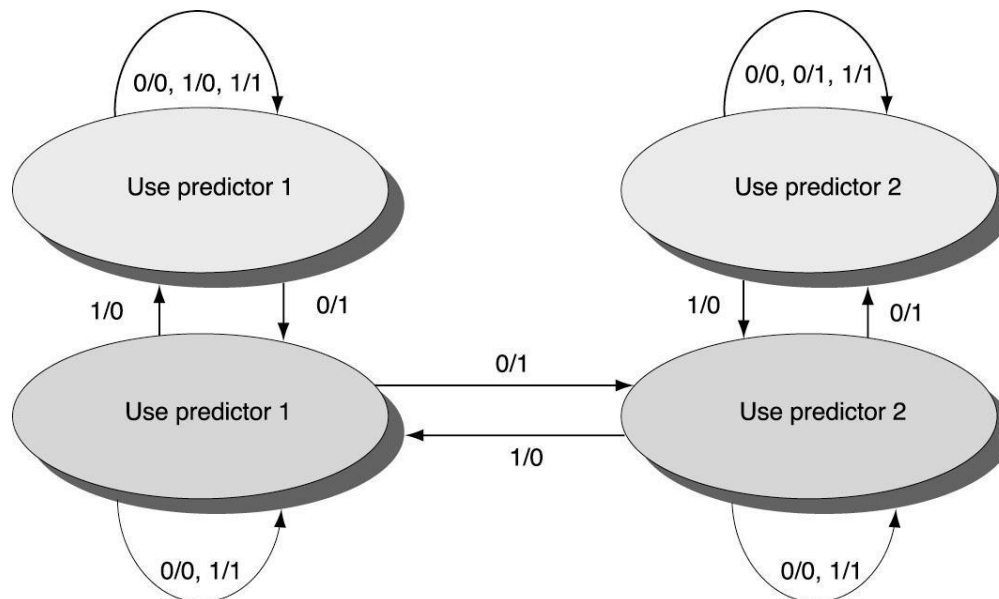 0/0, 1/0, 1/1
0/0, 0/1, 1/1
Use predictor 1
Use predictor 2
1/0
0/1
1/0
0/1
0/1
Use predictor 1
Use predictor 2
1/0
0/0, 1/1
0/0, 1/1